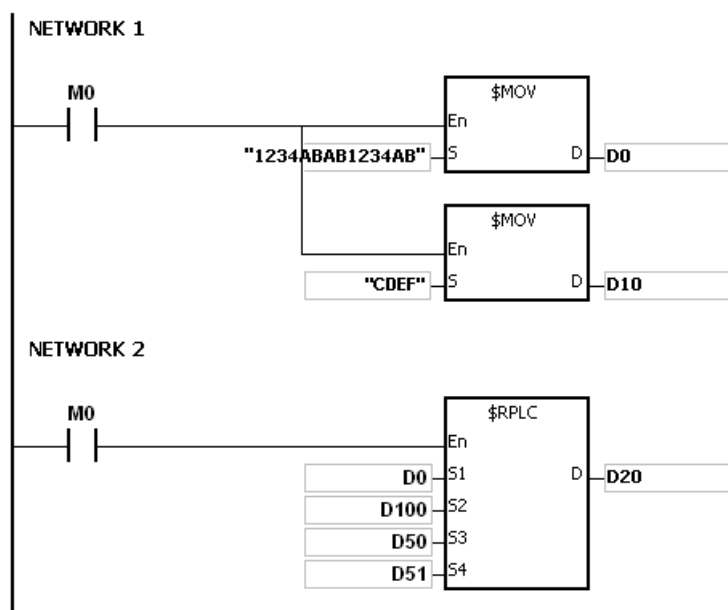 NETWORK 1
M0
$MOV
En
"1234ABAB1234AB" S D D0
$MOV
En
"CDEF" S D D10
NETWORK 2
M0
$RPLC
En
D0 S1 D D20
D100 S2
D50 S3
D51 S4